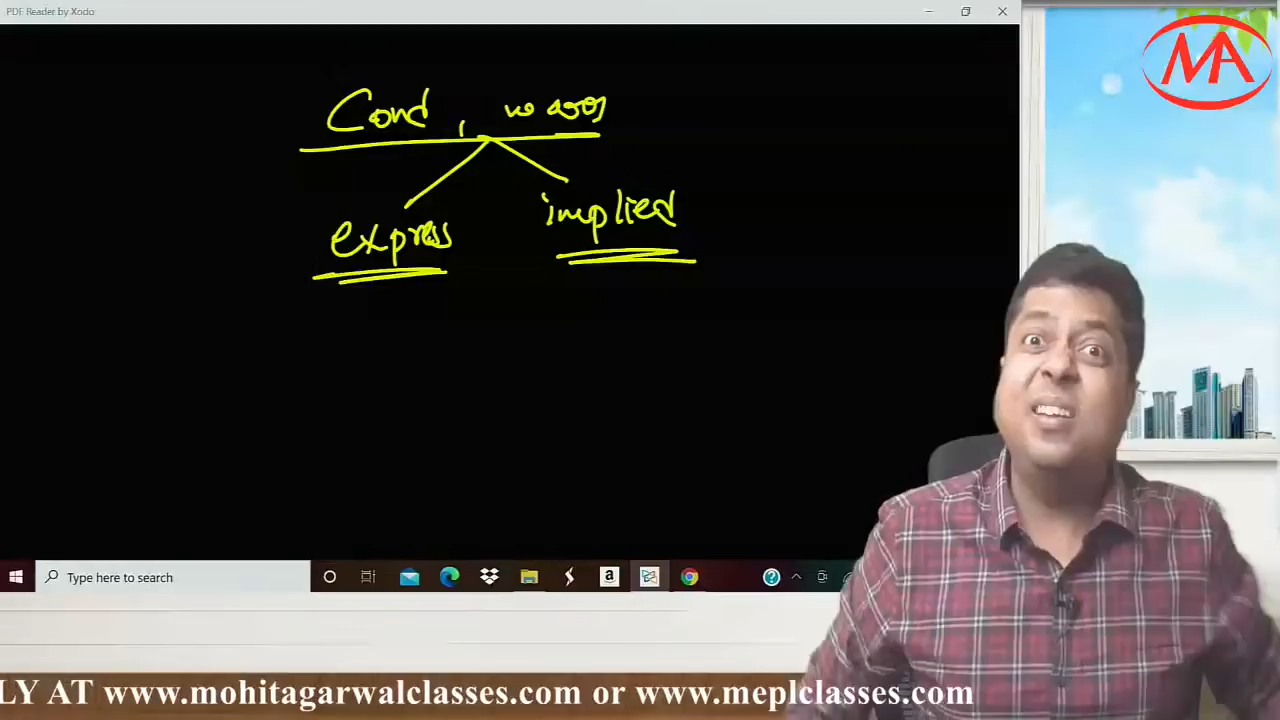 PDF Reader by Xodo
MA
Cond,
express
implied
Type here to search
LY AT www.mohitagarwalclasses.com or www.meplclasses.com